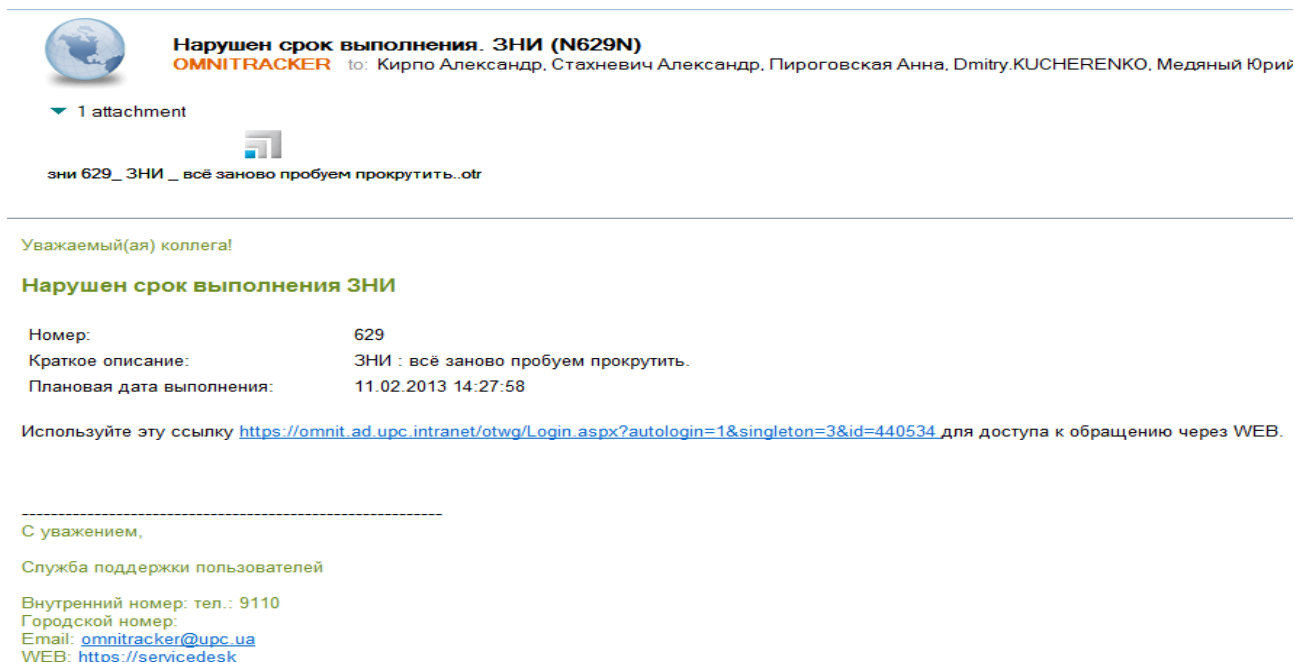 Нарушен срок выполнения. ЗНИ (N629N)
OMNITRACKER to: Кирпо Александр, Стахневич Александр, Пироговская Анна, Dmitry.KUCHERENKO, Медяный Юрий
1 attachment
зни 629_ ЗНИ _ всё заново пробуем прокрутить..otr
Уважаемый(ая) коллега!
Нарушен срок выполнения ЗНИ
Номер: 629
Краткое описание: ЗНИ : всё заново пробуем прокрутить.
Плановая дата выполнения: 11.02.2013 14:27:58
Используйте эту ссылку https://omnit.ad.upc.intranet/otwg/Login.aspx?autologin=1&singleton=3&id=440534 для доступа к обращению через WEB.
----------------------------------------------------------
С уважением,
Служба поддержки пользователей
Внутренний номер: тел.: 9110
Городской номер:
Email: omnitracker@upc.ua
WEB: https://servicedesk